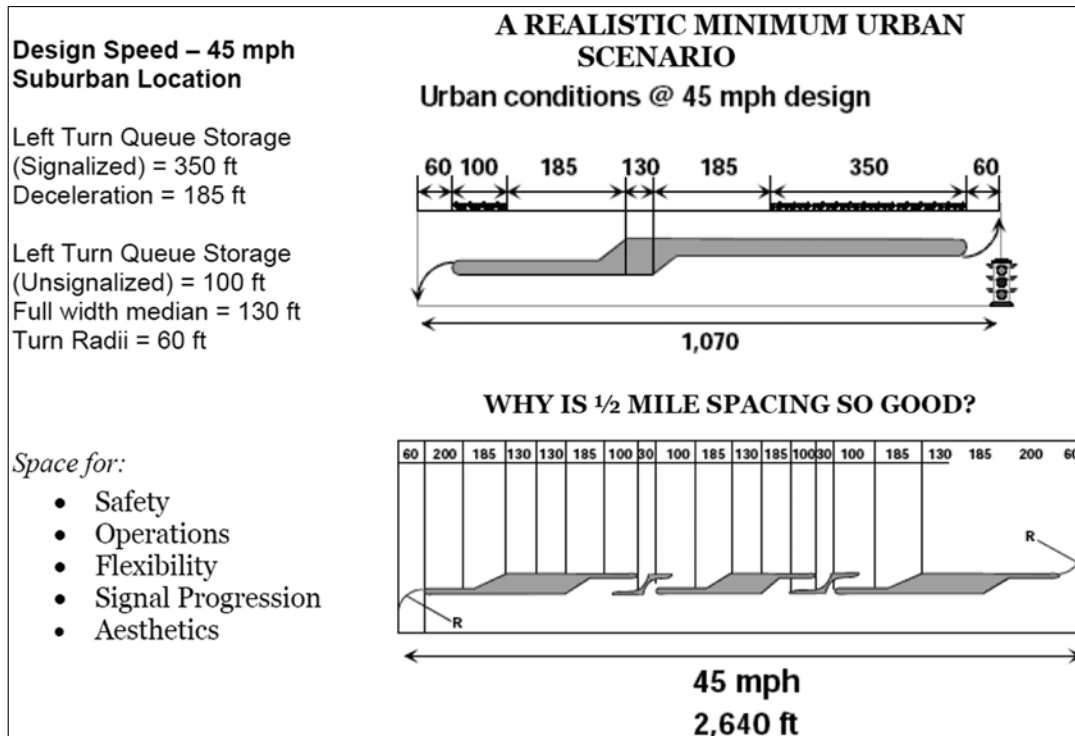 Design Speed – 45 mph
Suburban Location
Left Turn Queue Storage
(Signalized) = 350 ft
Deceleration = 185 ft
Left Turn Queue Storage
(Unsignalized) = 100 ft
Full width median = 130 ft
Turn Radii = 60 ft
A REALISTIC MINIMUM URBAN
SCENARIO
Urban conditions @ 45 mph design
60 100 185 130 185 350 60
1,070
WHY IS ½ MILE SPACING SO GOOD?
60 200 185 130 130 185 100 30 100 185 130 185 100 30 100 185 130 185 200 60
R
R
45 mph
2,640 ft
Space for:
• Safety
• Operations
• Flexibility
• Signal Progression
• Aesthetics